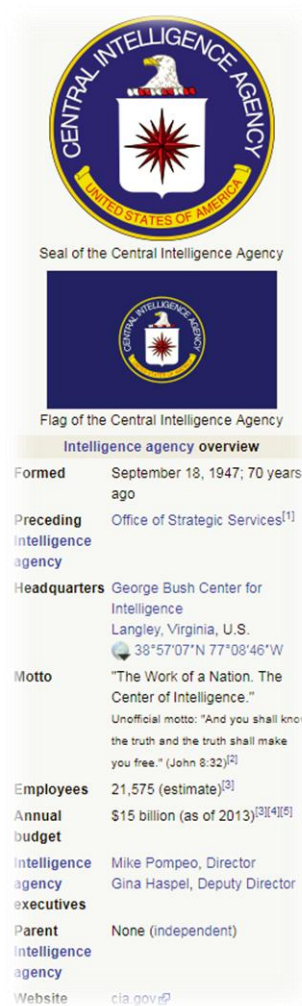 CENTRAL INTELLIGENCE AGENCY
UNITED STATES OF AMERICA
Seal of the Central Intelligence Agency
CENTRAL INTELLIGENCE AGENCY
UNITED STATES OF AMERICA
Flag of the Central Intelligence Agency
Intelligence agency overview
Formed September 18, 1947; 70 years
ago
Preceding Office of Strategic Services[1]
Intelligence
agency
Headquarters George Bush Center for
Intelligence
Langley, Virginia, U.S.
38°57'07"N 77°08'46"W
Motto "The Work of a Nation. The
Center of Intelligence."
Unofficial motto: "And you shall kno
the truth and the truth shall make
you free." (John 8:32)[2]
Employees 21,575 (estimate)[3]
Annual $15 billion (as of 2013)[3][4][5]
budget
Intelligence Mike Pompeo, Director
agency Gina Haspel, Deputy Director
executives
Parent None (independent)
Intelligence
agency
Website cia.gov